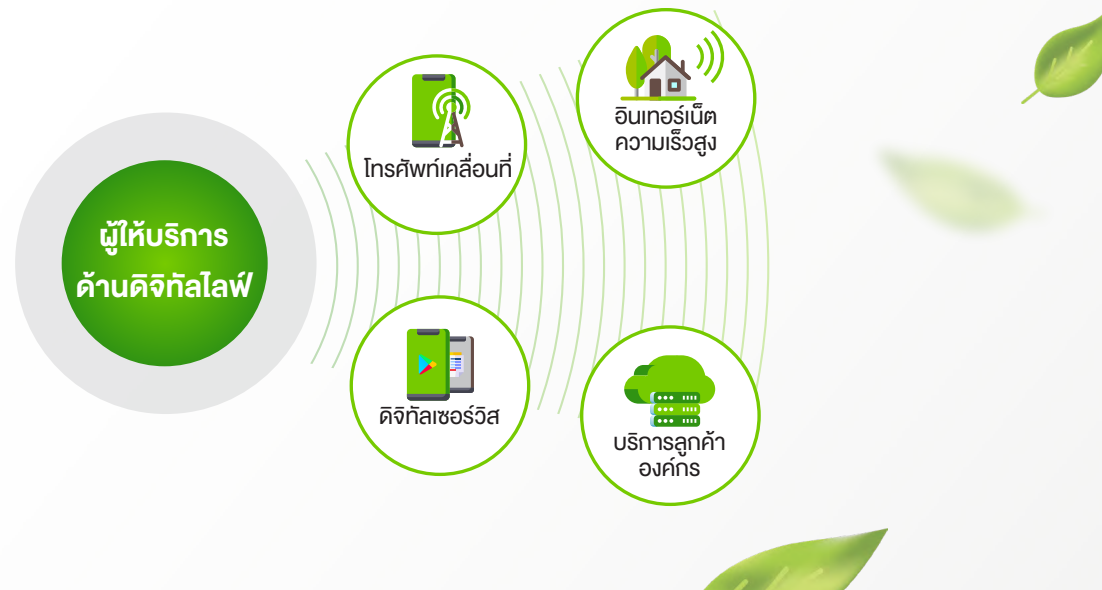 ผู้ให้บริการ
ด้านดิจิทัลไลฟ์
โทรศัพท์เคลื่อนที่
อินเทอร์เน็ต
ความเร็วสูง
ดิจิทัลเซอร์วิส
บริการลูกค้า
องค์กร